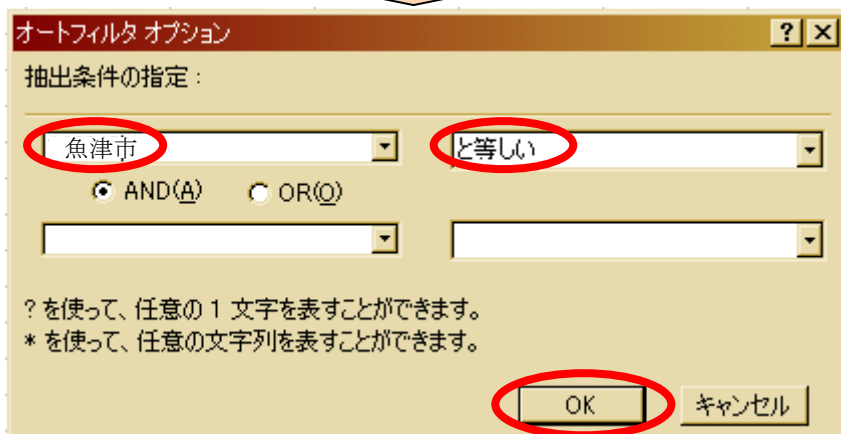 オートフィルタ オプション
抽出条件の指定 :
魚津市 と等しい
AND(A) OR(O)
? を使って、任意の 1 文字を表すことができます。
* を使って、任意の文字列を表すことができます。
OK キャンセル